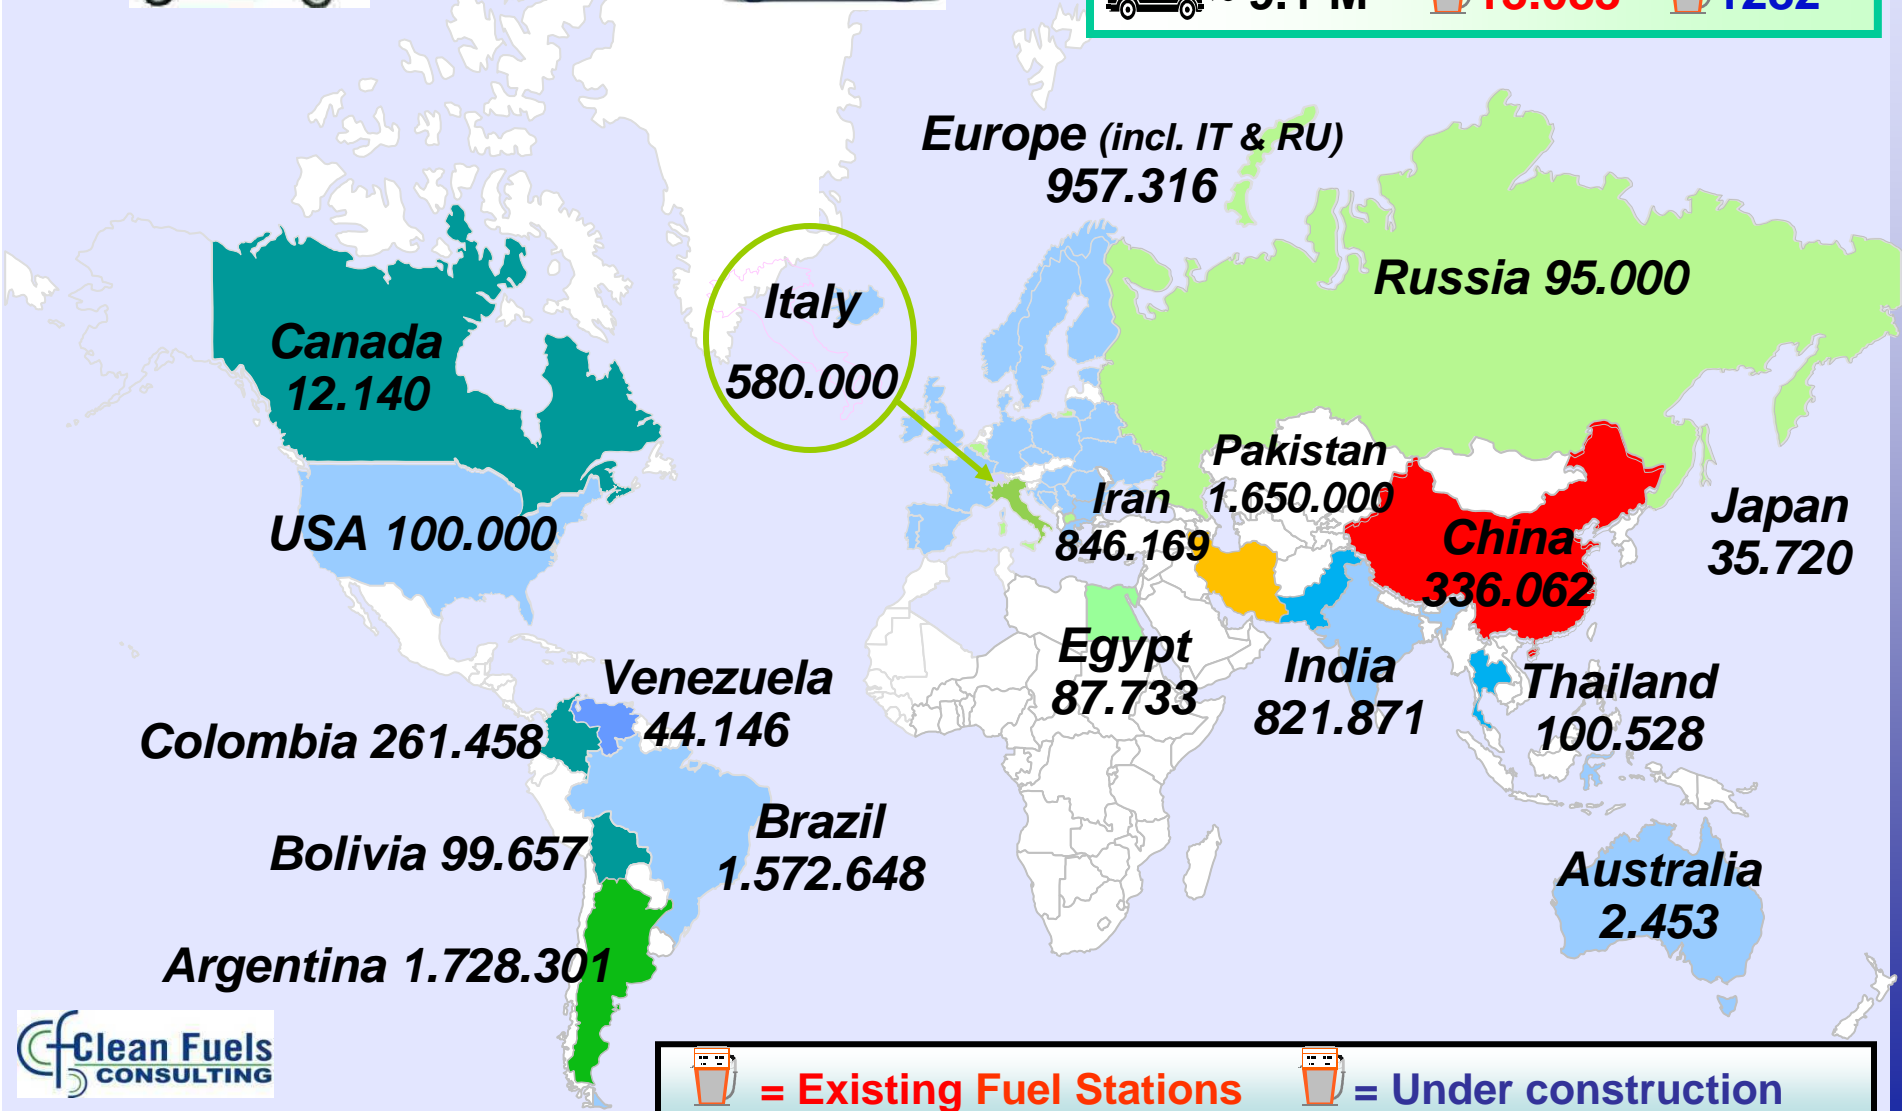 Europe (incl. IT & RU)
957.316
Russia 95.000
Italy
580.000
Canada
12.140
USA 100.000
Pakistan
1.650.000
Iran
846.169
China
336.062
Japan
35.720
Egypt
87.733
India
821.871
Thailand
100.528
Venezuela
44.146
Colombia 261.458
Brazil
1.572.648
Bolivia 99.657
Australia
2.453
Argentina 1.728.301
Clean Fuels
CONSULTING
= Existing Fuel Stations
= Under construction